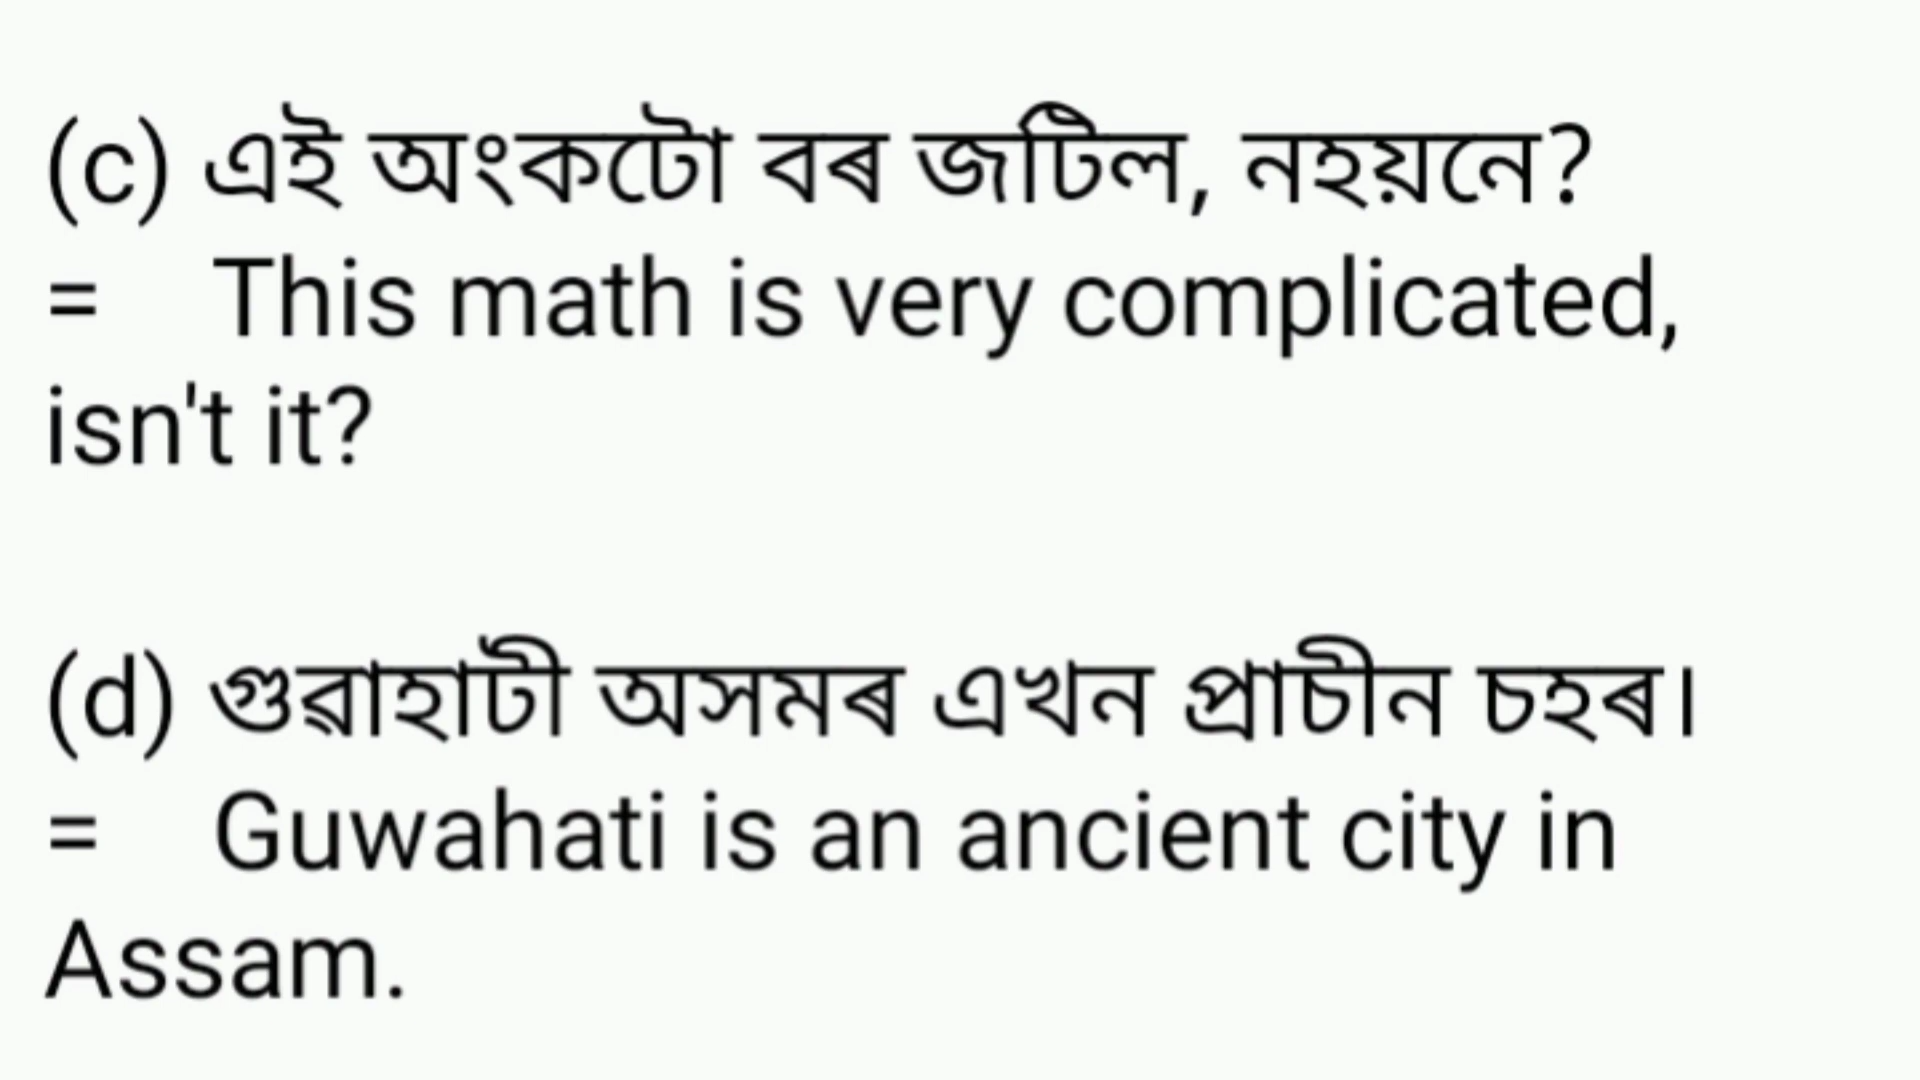 (c) এই অংকটো বৰ জটিল, নহয়নে?
= This math is very complicated,
isn't it?
(d) গুৱাহাটী অসমৰ এখন প্ৰাচীন চহৰ।
= Guwahati is an ancient city in
Assam.